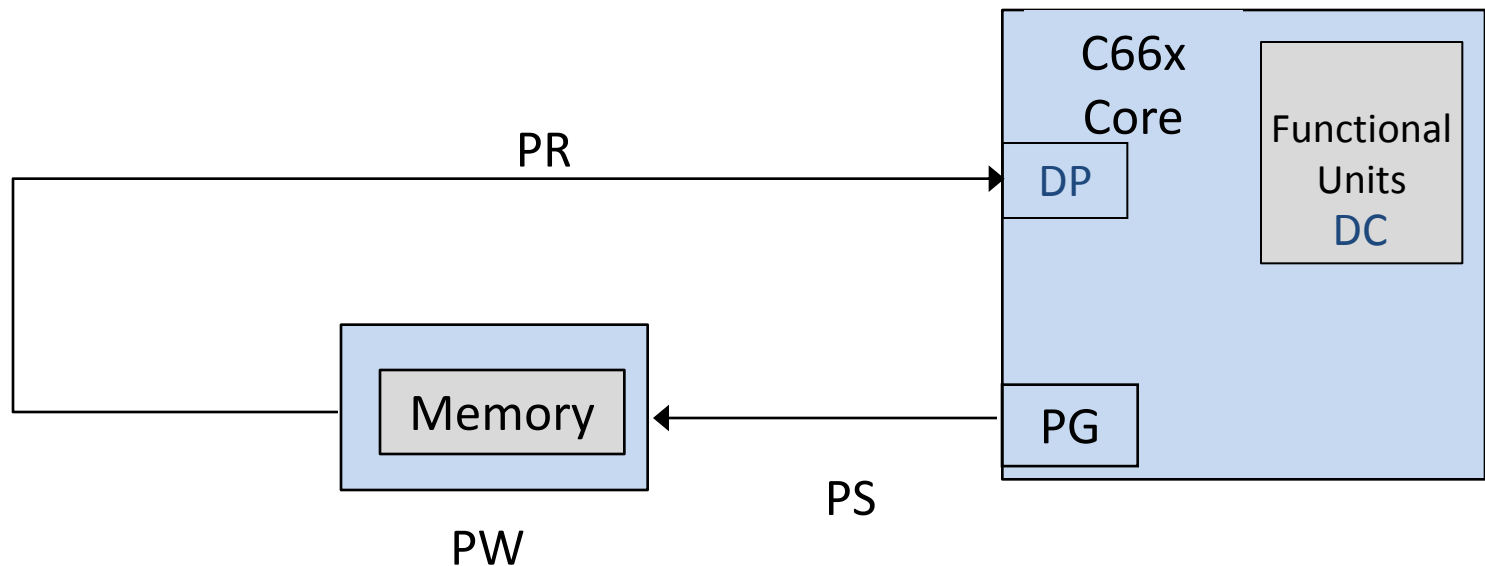 C66x
Core
Functional
Units
DC
PR
DP
Memory
PG
PS
PW